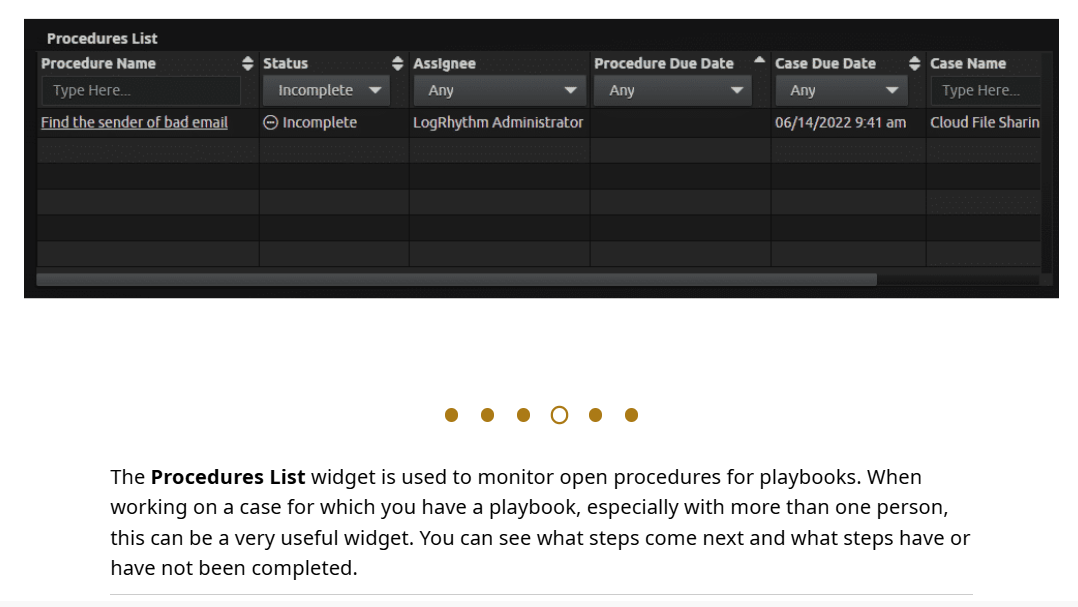 Procedures List
Procedure Name Status Assignee Procedure Due Date Case Due Date Case Name
Type Here... Incomplete Any Any Any Type Here...
Find the sender of bad email Incomplete LogRhythm Administrator 06/14/2022 9:41 am Cloud File Sharin
The Procedures List widget is used to monitor open procedures for playbooks. When
working on a case for which you have a playbook, especially with more than one person,
this can be a very useful widget. You can see what steps come next and what steps have or
have not been completed.